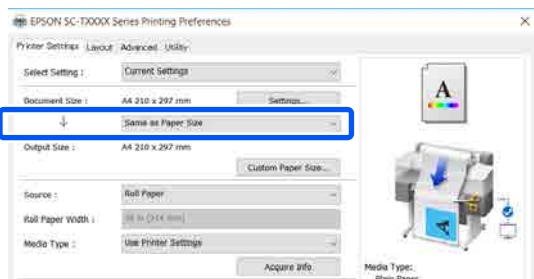 EPSON SC-TXXXX Series Printing Preferences
Printer Settings Layout Advanced Utility
Select Setting : Current Settings
Document Size : A4 210 x 297 mm Settings...
Same as Paper Size
Output Size : A4 210 x 297 mm
Custom Paper Size...
Source : Roll Paper
Roll Paper Width :
Media Type : Use Printer Settings
Acquire Info
A
Media Type:
Plain Paper